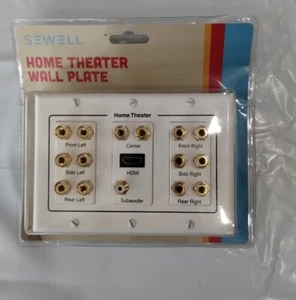 SEWELL
HOME THEATER
WALL PLATE
Home Theater
Front Left
Center
Front Right
Side Left
HDMI
Side Right
Rear Left
Subwoofer
Rear Right